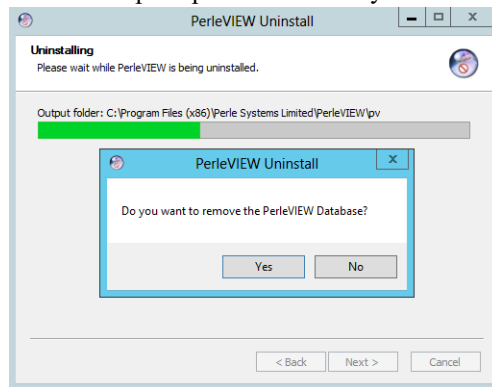 PerleVIEW Uninstall
Uninstalling
Please wait while PerleVIEW is being uninstalled.
Output folder: C:\Program Files (x86)\Perle Systems Limited\PerleVIEW\pv
PerleVIEW Uninstall
Do you want to remove the PerleVIEW Database?
Yes No
< Back Next > Cancel